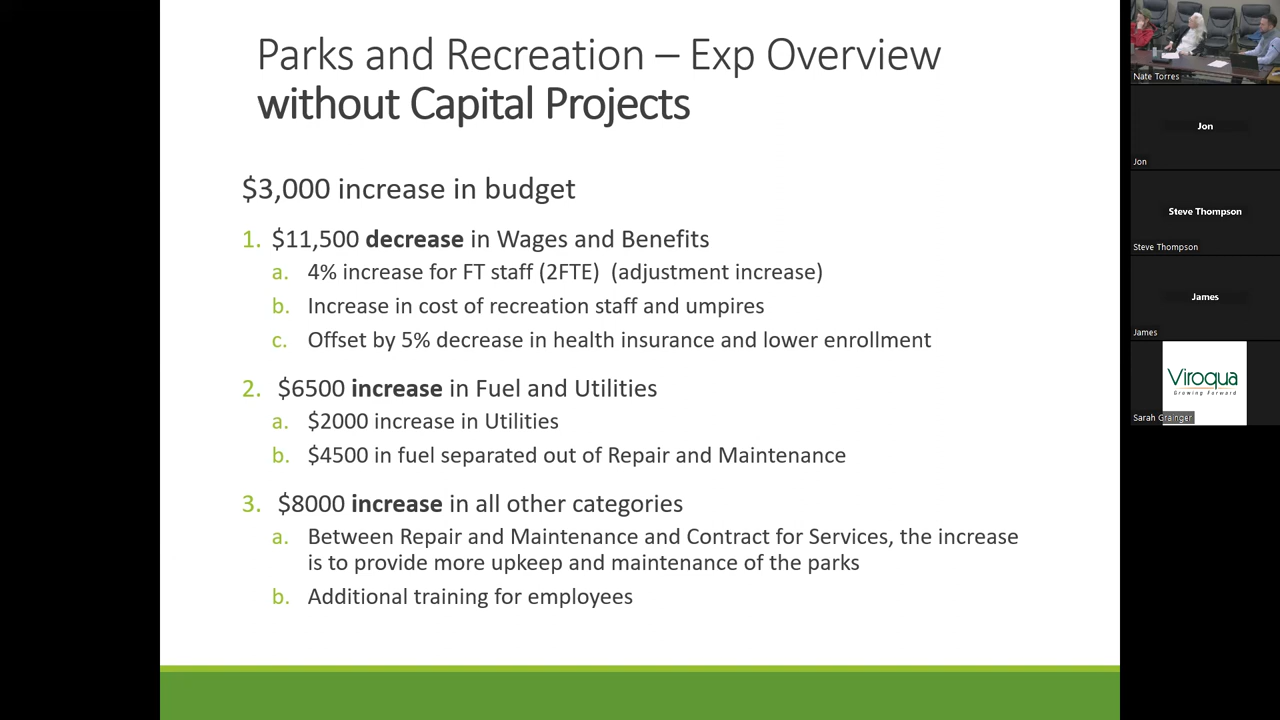 Parks and Recreation – Exp Overview
without Capital Projects
$3,000 increase in budget
1. $11,500 decrease in Wages and Benefits
a. 4% increase for FT staff (2FTE) (adjustment increase)
b. Increase in cost of recreation staff and umpires
c. Offset by 5% decrease in health insurance and lower enrollment
2. $6500 increase in Fuel and Utilities
a. $2000 increase in Utilities
b. $4500 in fuel separated out of Repair and Maintenance
3. $8000 increase in all other categories
a. Between Repair and Maintenance and Contract for Services, the increase
is to provide more upkeep and maintenance of the parks
b. Additional training for employees
Nate Torres
Jon
Jon
Steve Thompson
Steve Thompson
James
James
Viroqua
Growing Forward
Sarah Grainger